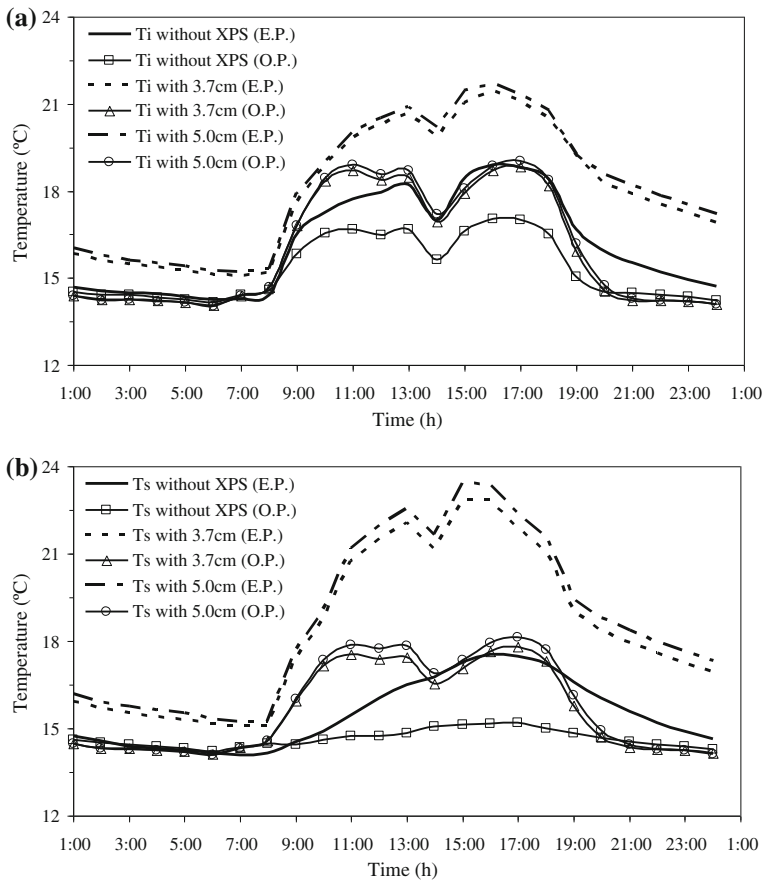 (a)
24
21
18
15
12
Temperature (ºC)
Ti without XPS (E.P.)
Ti without XPS (O.P.)
Ti with 3.7cm (E.P.)
Ti with 3.7cm (O.P.)
Ti with 5.0cm (E.P.)
Ti with 5.0cm (O.P.)
1:00 3:00 5:00 7:00 9:00 11:00 13:00 15:00 17:00 19:00 21:00 23:00 1:00
Time (h)
(b)
24
21
18
15
12
Temperature (ºC)
Ts without XPS (E.P.)
Ts without XPS (O.P.)
Ts with 3.7cm (E.P.)
Ts with 3.7cm (O.P.)
Ts with 5.0cm (E.P.)
Ts with 5.0cm (O.P.)
1:00 3:00 5:00 7:00 9:00 11:00 13:00 15:00 17:00 19:00 21:00 23:00 1:00
Time (h)